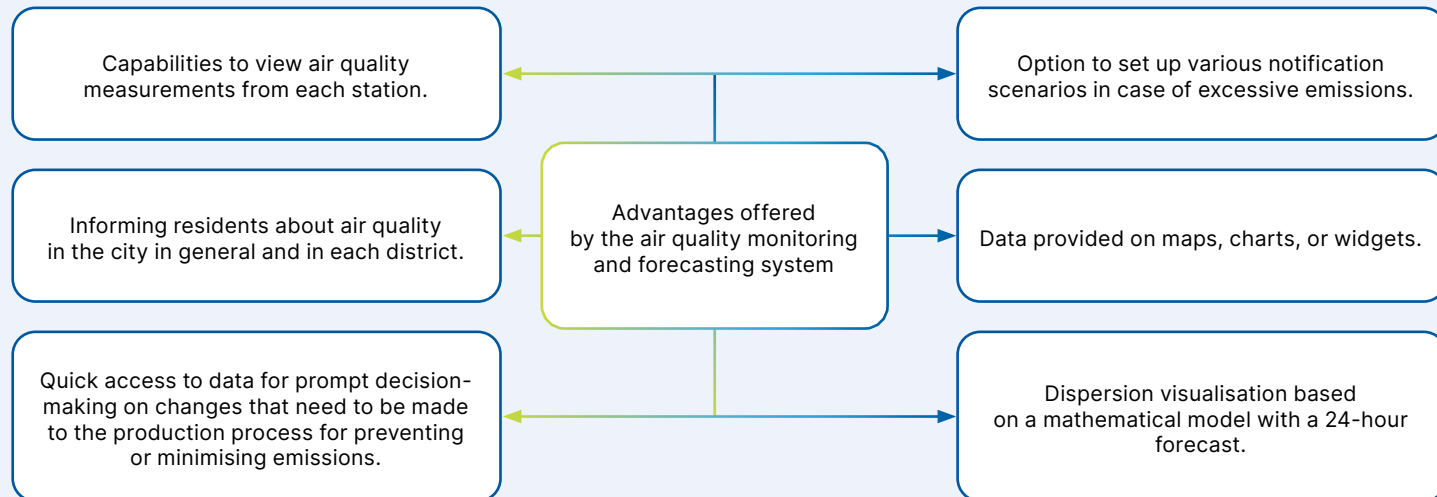 Capabilities to view air quality
measurements from each station.
Option to set up various notification
scenarios in case of excessive emissions.
Informing residents about air quality
in the city in general and in each district.
Advantages offered
by the air quality monitoring
and forecasting system
Data provided on maps, charts, or widgets.
Quick access to data for prompt decision-
making on changes that need to be made
to the production process for preventing
or minimising emissions.
Dispersion visualisation based
on a mathematical model with a 24-hour
forecast.